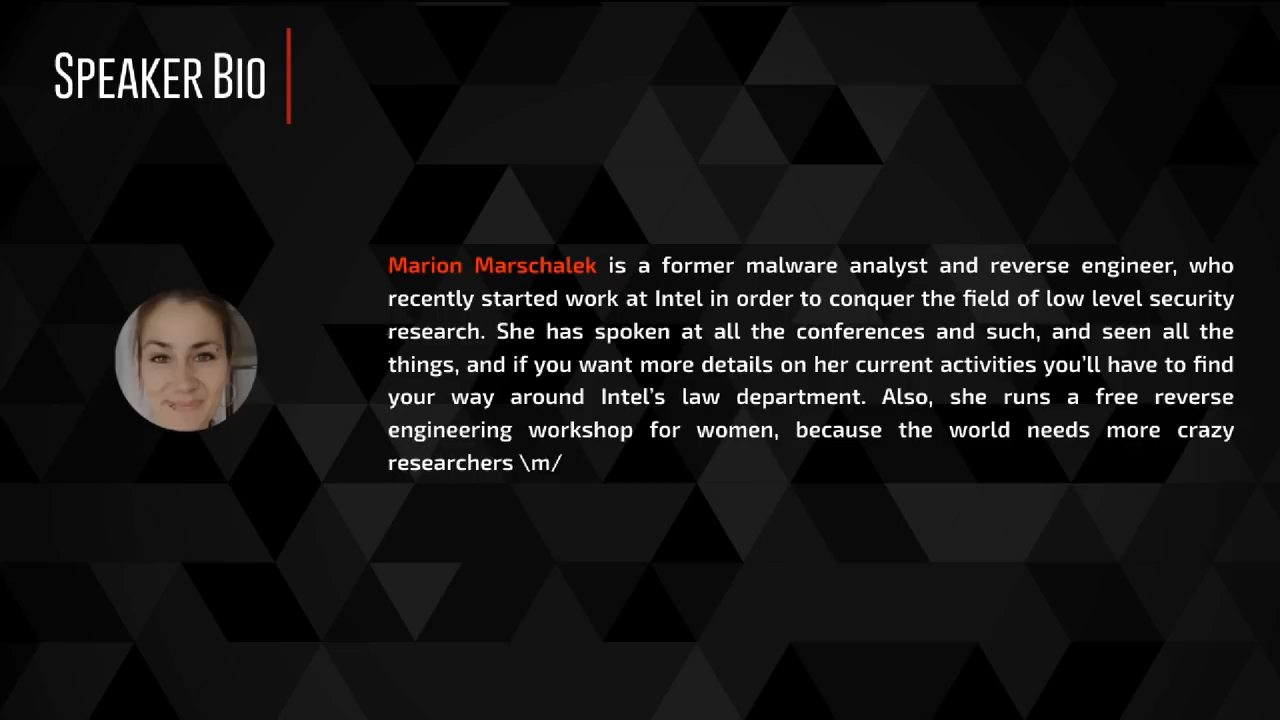 SPEAKER BIO
Marion Marschalek is a former malware analyst and reverse engineer, who
recently started work at Intel in order to conquer the field of low level security
research. She has spoken at all the conferences and such, and seen all the
things, and if you want more details on her current activities you'll have to find
your way around Intel's law department. Also, she runs a free reverse
engineering workshop for women, because the world needs more crazy
researchers \m/